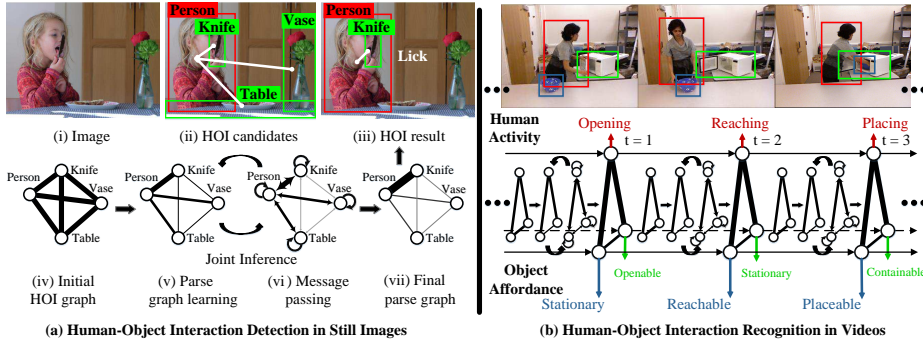 Person
Knife
Vase
Table
Person
Knife
Lick
(i) Image
(ii) HOI candidates
(iii) HOI result
Person
Knife
Vase
Table
Person
Knife
Vase
Table
Person
Knife
Vase
Table
Person
Knife
Vase
Table
Joint Inference
(iv) Initial
HOI graph
(v) Parse
graph learning
(vi) Message
passing
(vii) Final
parse graph
(a) Human-Object Interaction Detection in Still Images
Human
Activity
Opening
Reaching
Placing
t = 1
t = 2
t = 3
Object
Affordance
Openable
Stationary
Containable
Stationary
Reachable
Placeable
(b) Human-Object Interaction Recognition in Videos